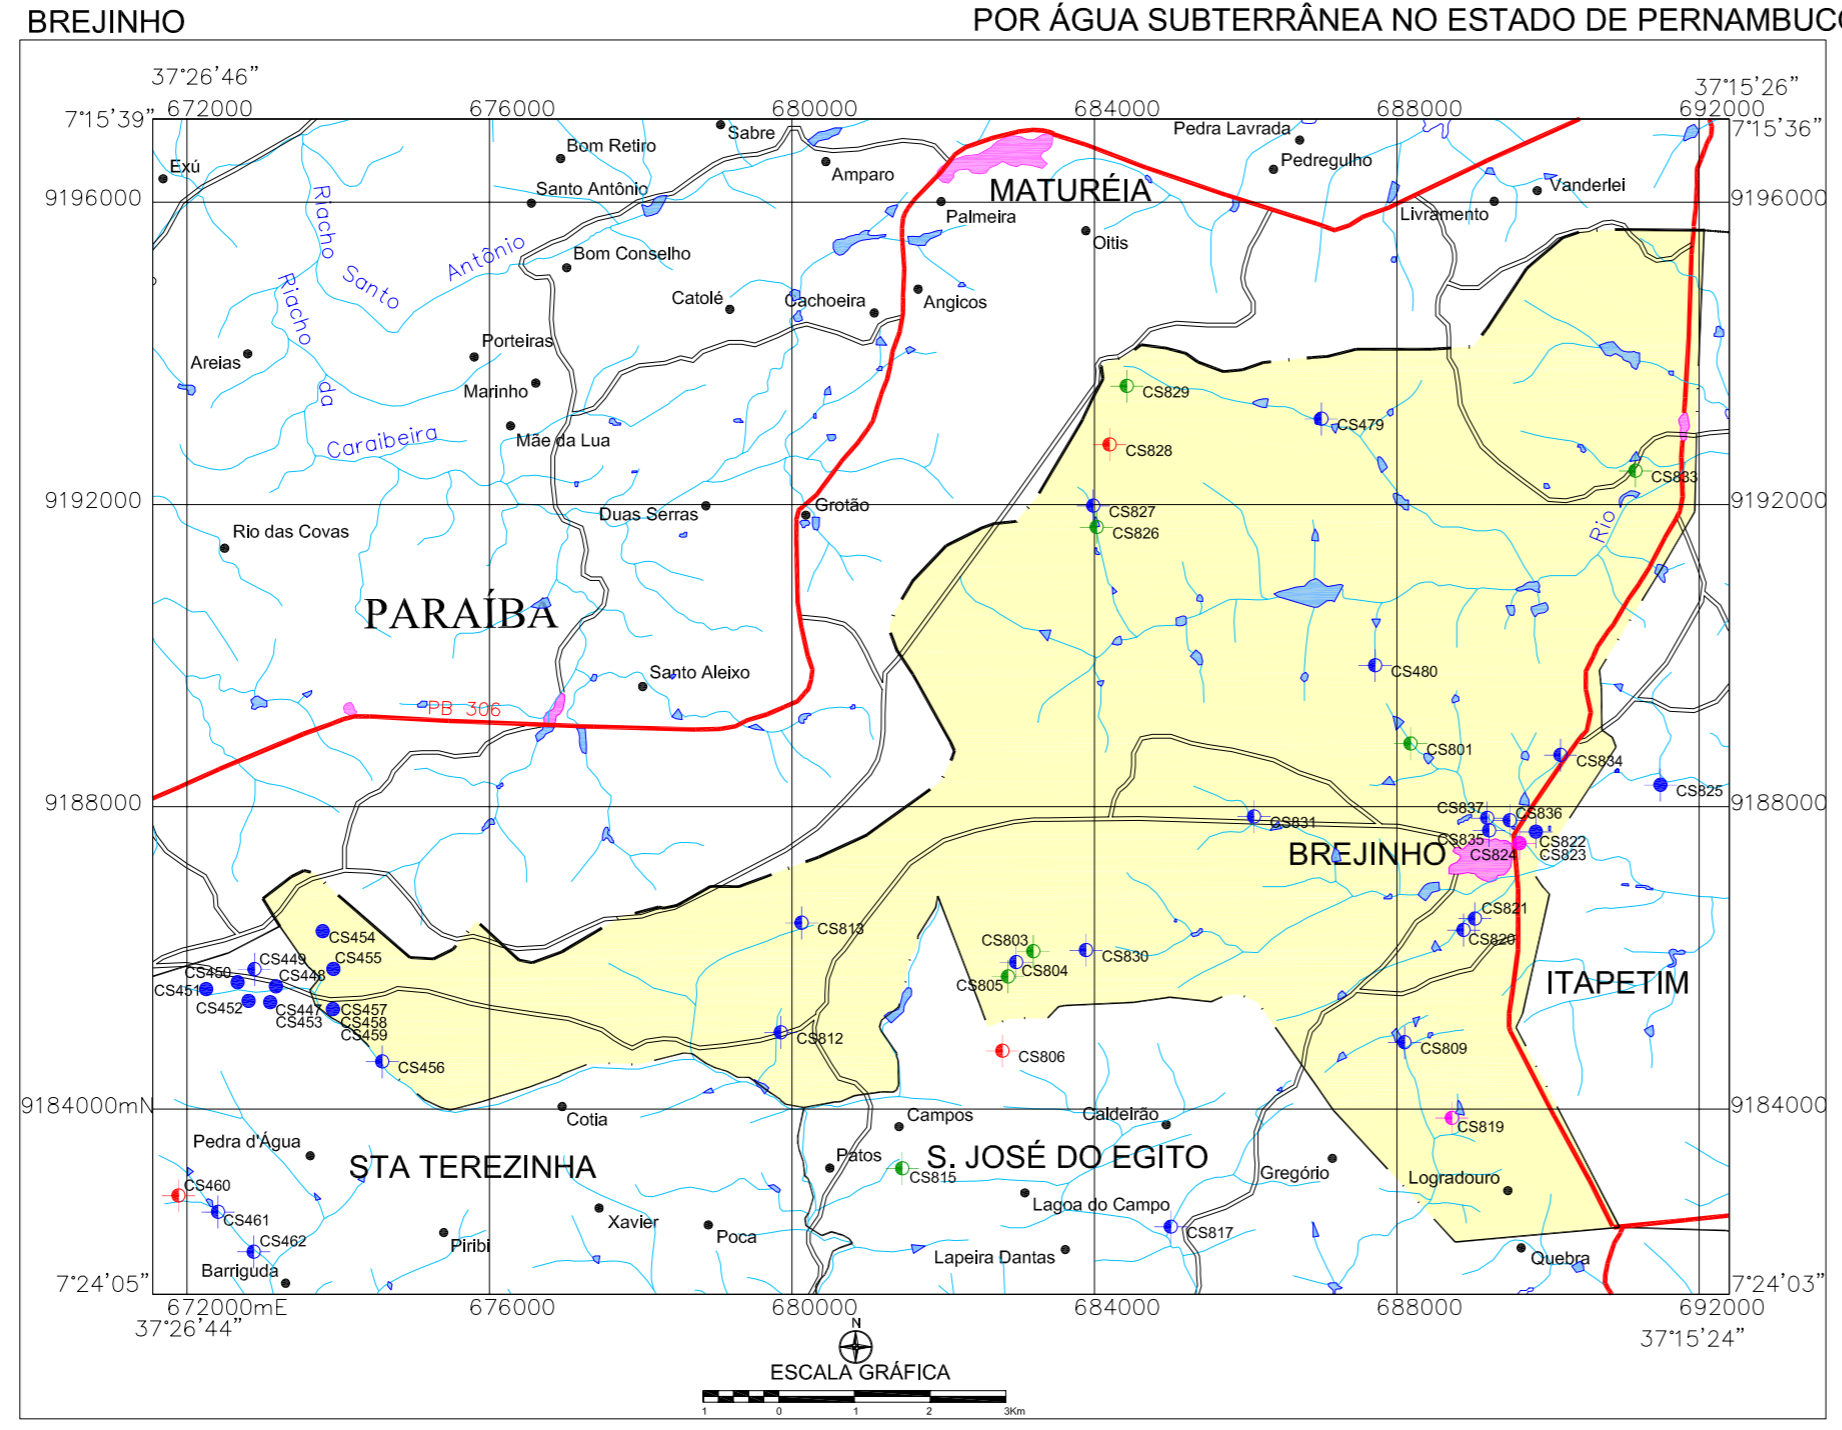 BREJINHO
POR ÁGUA SUBTERRÂNEA NO ESTADO DE PERNAMBUCO
37°26'46"
37°15'26"
672000
676000
680000
684000
688000
692000
7°15'39"
7°15'36"
Sabre
Pedra Lavrada
Bom Retiro
Exú
Amparo
Pedregulho
Santo Antônio
MATURÉIA
Vanderlei
9196000
9196000
Palmeira
Livramento
Riacho
Santo
Antônio
Oitis
Bom Conselho
Riacho
da
Caraibeira
Catolé
Cachoeira
Angicos
Porteiras
Areias
Marinho
CS829
CS479
Mãe da Lua
CS828
CS833
9192000
9192000
Duas Serras
Grotão
CS827
Rio
Rio das Covas
CS826
PARAÍBA
Santo Aleixo
CS480
PB 306
CS801
CS834
CS825
9188000
9188000
CS837
CS836
CS831
CS835
CS822
BREJINHO
CS824
CS823
CS821
CS813
CS454
CS803
CS820
CS449
CS455
CS830
CS450
CS448
CS804
CS451
CS805
ITAPETIM
CS452
CS447
CS457
CS453
CS458
CS459
CS812
CS809
CS806
CS456
9184000mN
9184000
Cotia
Campos
Caldeirão
CS819
Pedra d'Água
STA TEREZINHA
Patos
S. JOSÉ DO EGITO
Gregório
CS815
Logradouro
CS460
Lagoa do Campo
CS461
Xavier
Poca
CS817
CS462
Piribi
Lapeira Dantas
Quebra
Barriguda
7°24'05"
7°24'03"
672000mE
676000
680000
684000
688000
692000
37°26'44"
37°15'24"
N
ESCALA GRÁFICA
1
0
1
2
3Km